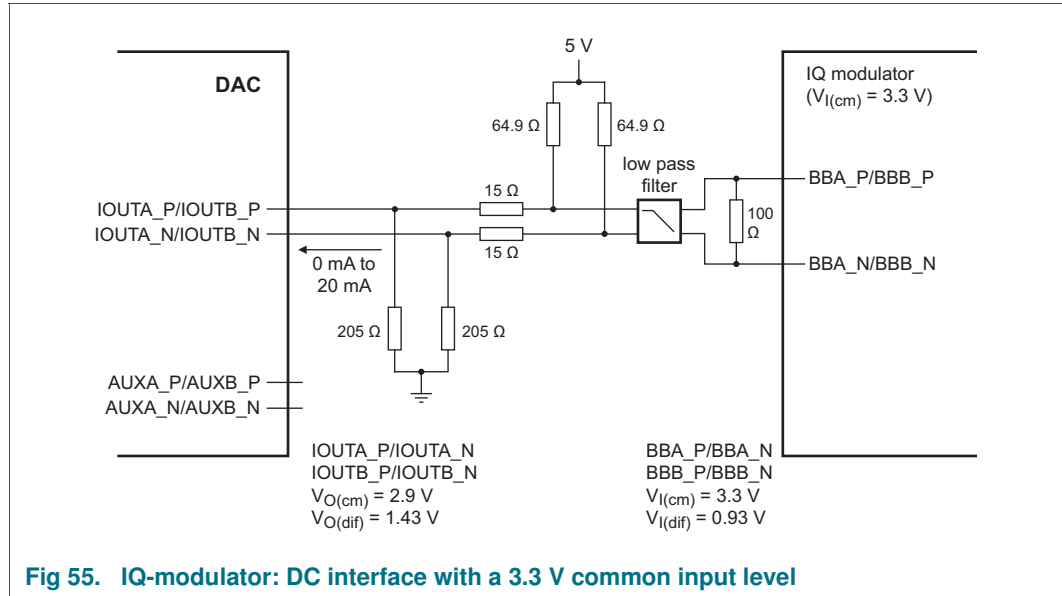 5 V
DAC
IQ modulator
(VI(cm) = 3.3 V)
64.9 Ω
64.9 Ω
low pass
filter
15 Ω
BBA_P/BBB_P
IOUTA_P/IOUTB_P
100
Ω
IOUTA_N/IOUTB_N
15 Ω
BBA_N/BBB_N
0 mA to
20 mA
205 Ω
205 Ω
AUXA_P/AUXB_P
AUXA_N/AUXB_N
IOUTA_P/IOUTA_N
IOUTB_P/IOUTB_N
VO(cm) = 2.9 V
VO(dif) = 1.43 V
BBA_P/BBA_N
BBB_P/BBB_N
VI(cm) = 3.3 V
VI(dif) = 0.93 V
Fig 55. IQ-modulator: DC interface with a 3.3 V common input level